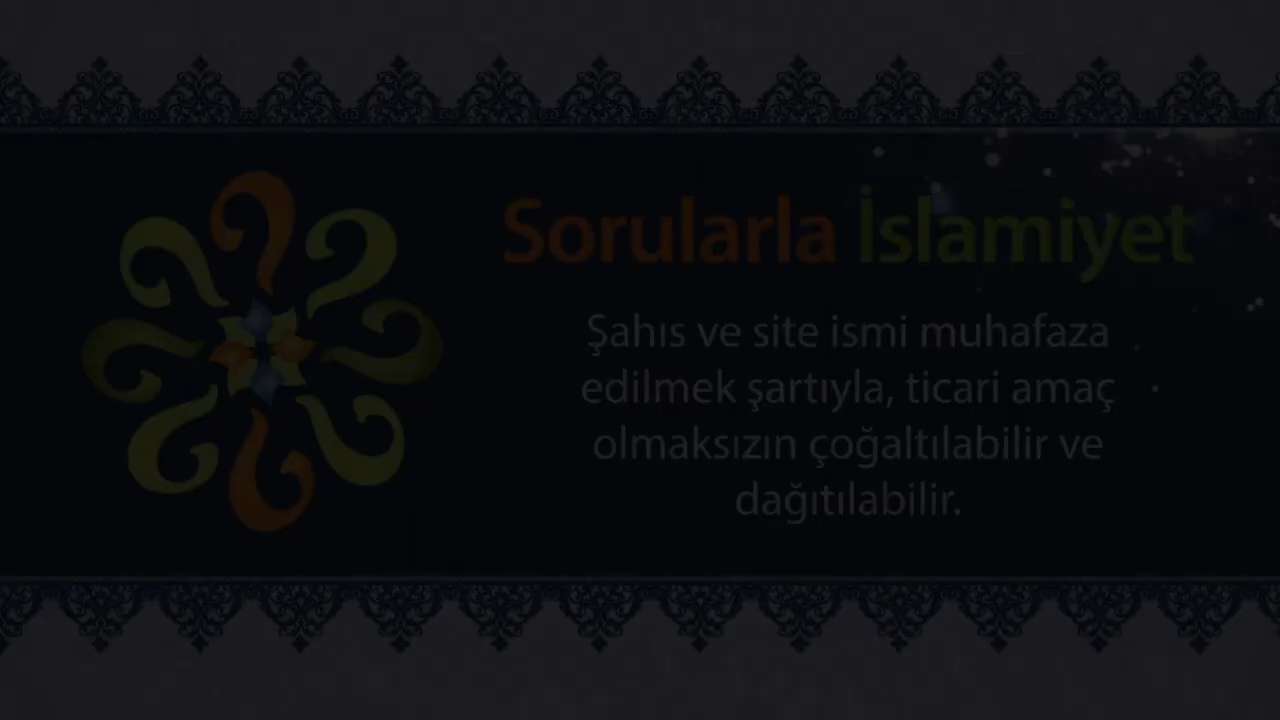 Sorularla İslamiyet
Şahıs ve site ismi muhafaza
edilmek şartıyla, ticari amaç
olmaksızın çoğaltılabilir ve
dağıtılabilir.